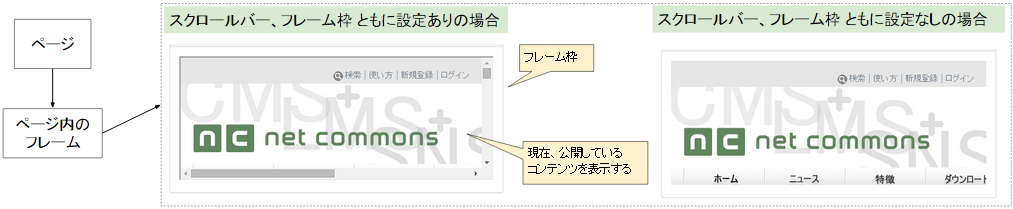 ページ
ページ内の
フレーム
スクロールバー、フレーム枠 ともに設定ありの場合
検索 | 使い方 | 新規登録 | ログイン
CMS+
nc net commons
フレーム枠
現在、公開している
コンテンツを表示する
スクロールバー、フレーム枠 ともに設定なしの場合
検索 | 使い方 | 新規登録 | ログイン
CMS+
nc net commons
ホーム ニュース 特徴 ダウンロート